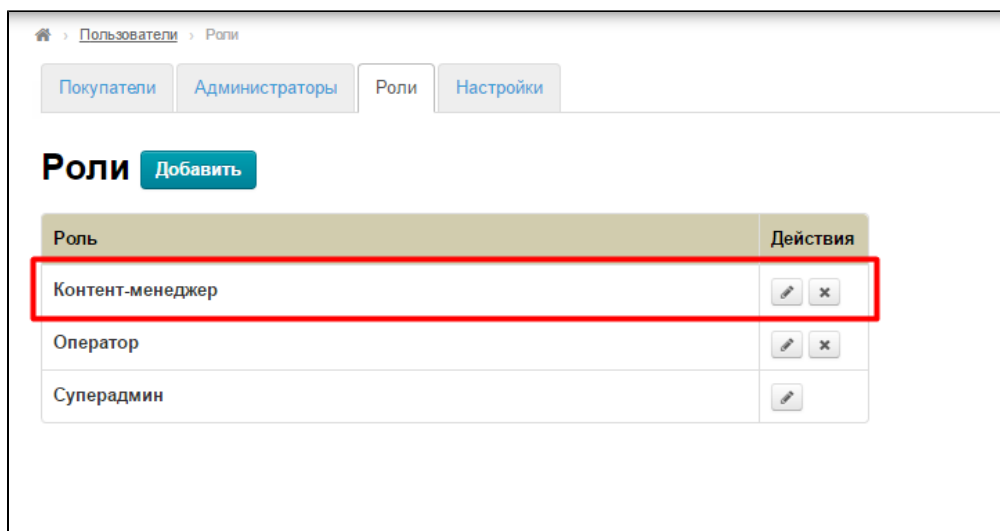 Пользователи › Роли
Покупатели Администраторы Роли Настройки
Роли Добавить
Роль Действия
Контент-менеджер
Оператор
Суперадмин